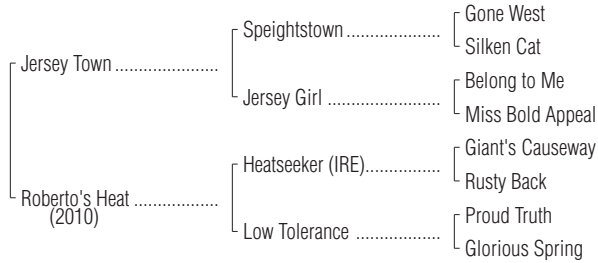 Gone West
Speightstown
Silken Cat
Jersey Town
Belong to Me
Jersey Girl
Miss Bold Appeal
Giant's Causeway
Heatseeker (IRE)
Rusty Back
Roberto's Heat
(2010)
Proud Truth
Low Tolerance
Glorious Spring